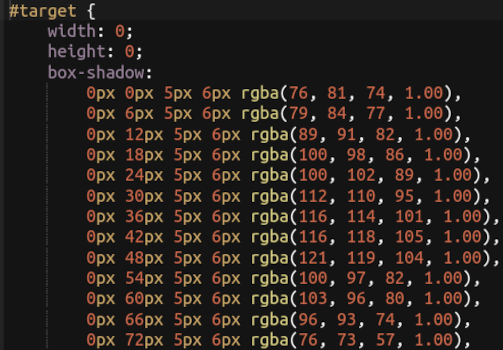 #target {
width: 0;
height: 0;
box-shadow:
0px 0px 5px 6px rgba(76, 81, 74, 1.00),
0px 6px 5px 6px rgba(79, 84, 77, 1.00),
0px 12px 5px 6px rgba(89, 91, 82, 1.00),
0px 18px 5px 6px rgba(100, 98, 86, 1.00),
0px 24px 5px 6px rgba(100, 102, 89, 1.00),
0px 30px 5px 6px rgba(112, 110, 95, 1.00),
0px 36px 5px 6px rgba(116, 114, 101, 1.00),
0px 42px 5px 6px rgba(116, 118, 105, 1.00),
0px 48px 5px 6px rgba(121, 119, 104, 1.00),
0px 54px 5px 6px rgba(100, 97, 82, 1.00),
0px 60px 5px 6px rgba(103, 96, 80, 1.00),
0px 66px 5px 6px rgba(96, 93, 74, 1.00),
0px 72px 5px 6px rgba(76, 73, 57, 1.00),